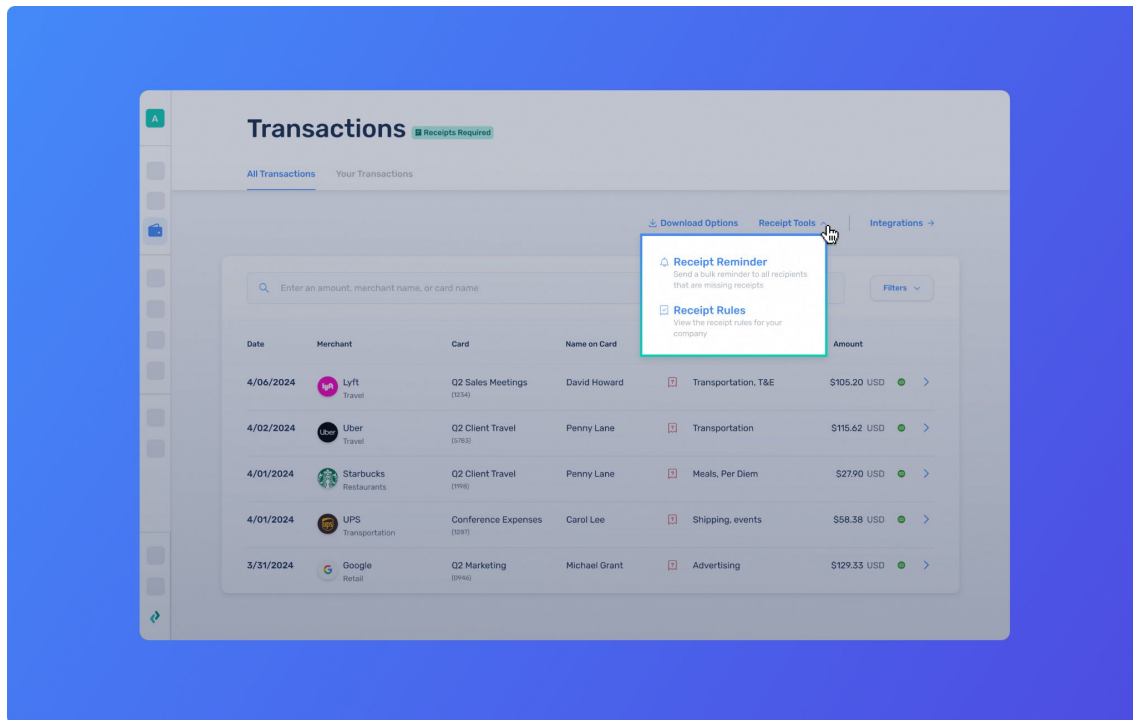 A
Transactions
Receipts Required
All Transactions Your Transactions
Download Options Receipt Tools Integrations →
Receipt Reminder
Send a bulk reminder to all recipients
that are missing receipts
Enter an amount, merchant name, or card name
Filters
Receipt Rules
View the receipt rules for your
company
Date Merchant Card Name on Card Amount
4/06/2024 Lyft Q2 Sales Meetings David Howard Transportation, T&E $105.20 USD
Travel (1234)
4/02/2024 Uber Uber Q2 Client Travel Penny Lane Transportation $115.62 USD
Travel (5783)
4/01/2024 Starbucks Q2 Client Travel Penny Lane Meals, Per Diem $27.90 USD
Restaurants (1198)
4/01/2024 ups UPS Conference Expenses Carol Lee Shipping, events $58.38 USD
Transportation (1287)
3/31/2024 G Google Q2 Marketing Michael Grant Advertising $129.33 USD
Retail (0946)